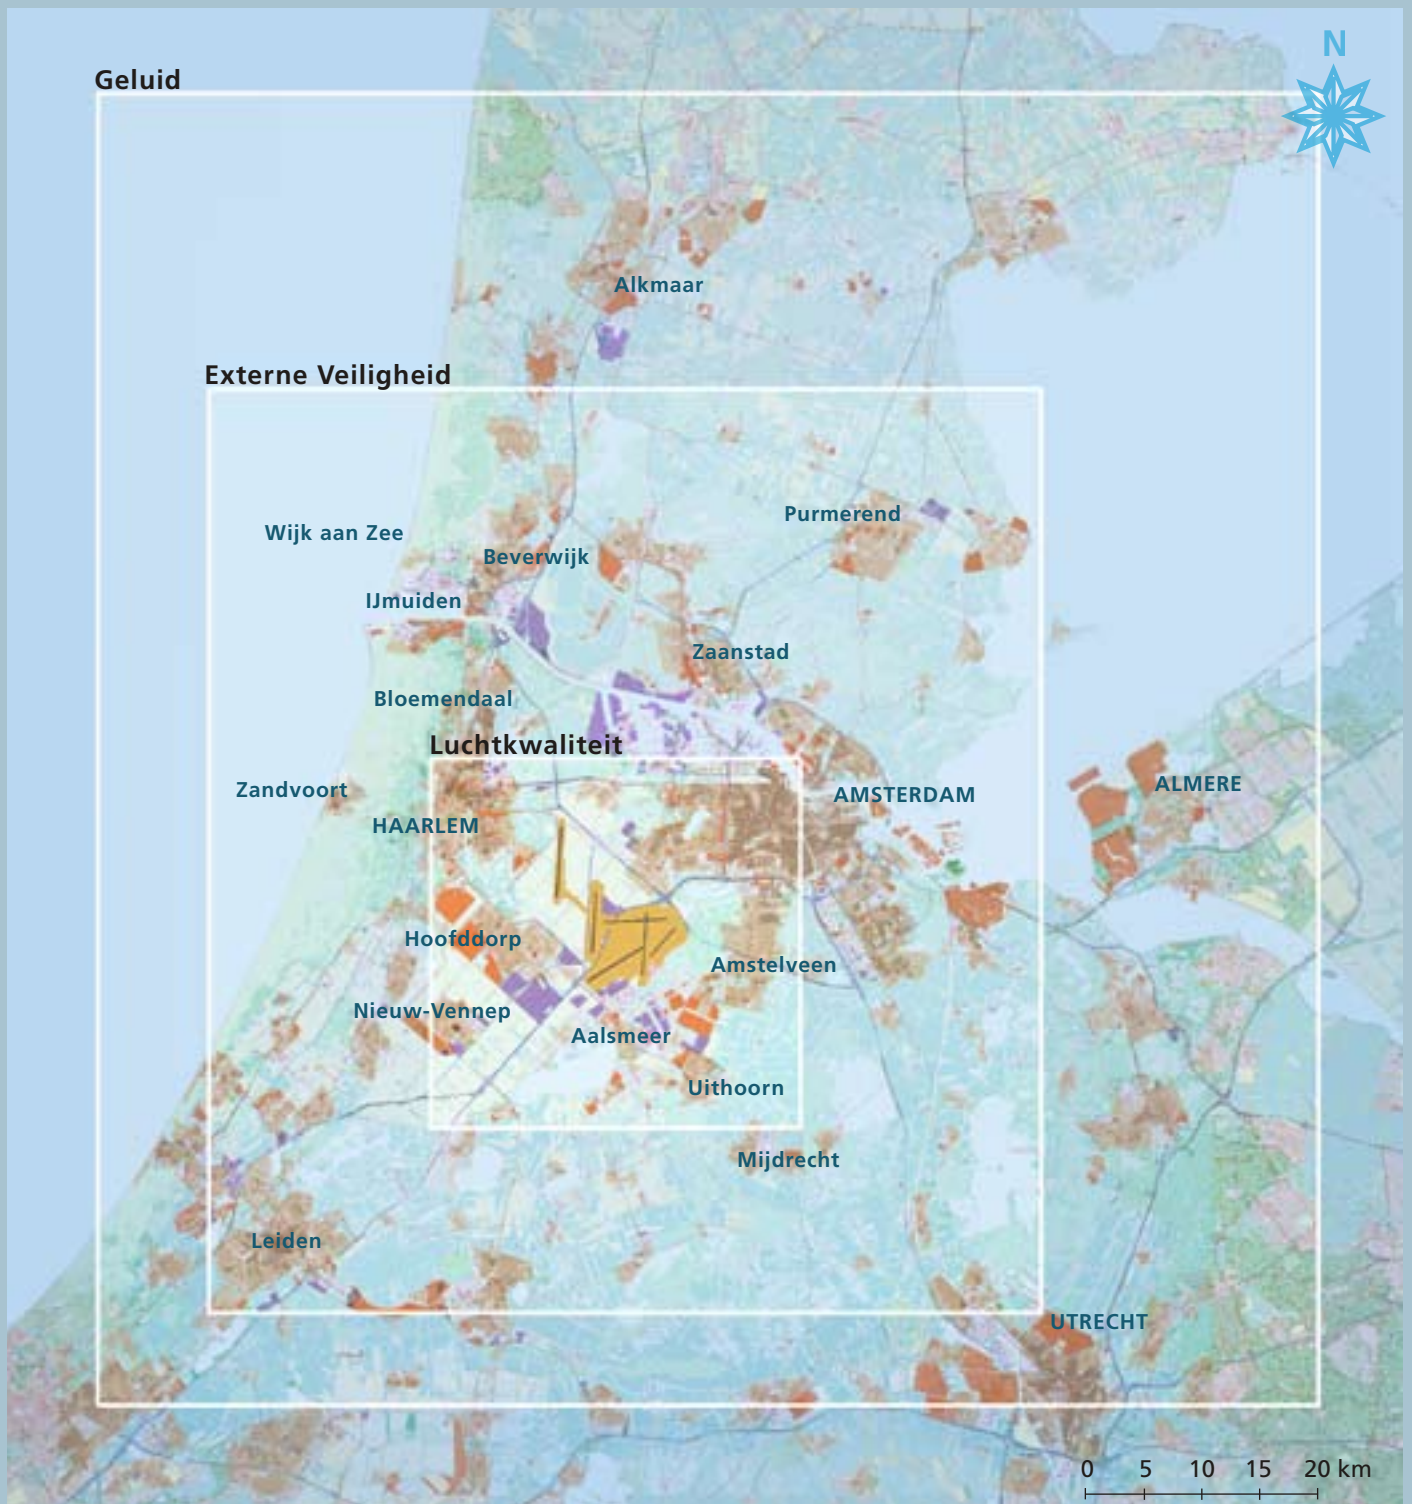 N
Geluid
Alkmaar
Externe Veiligheid
Purmerend
Wijk aan Zee
Beverwijk
IJmuiden
Zaanstad
Bloemendaal
Luchtkwaliteit
ALMERE
Zandvoort
AMSTERDAM
HAARLEM
Hoofddorp
Amstelveen
Nieuw-Vennep
Aalsmeer
Uithoorn
Mijdrecht
Leiden
UTRECHT
0 5 10 15 20 km